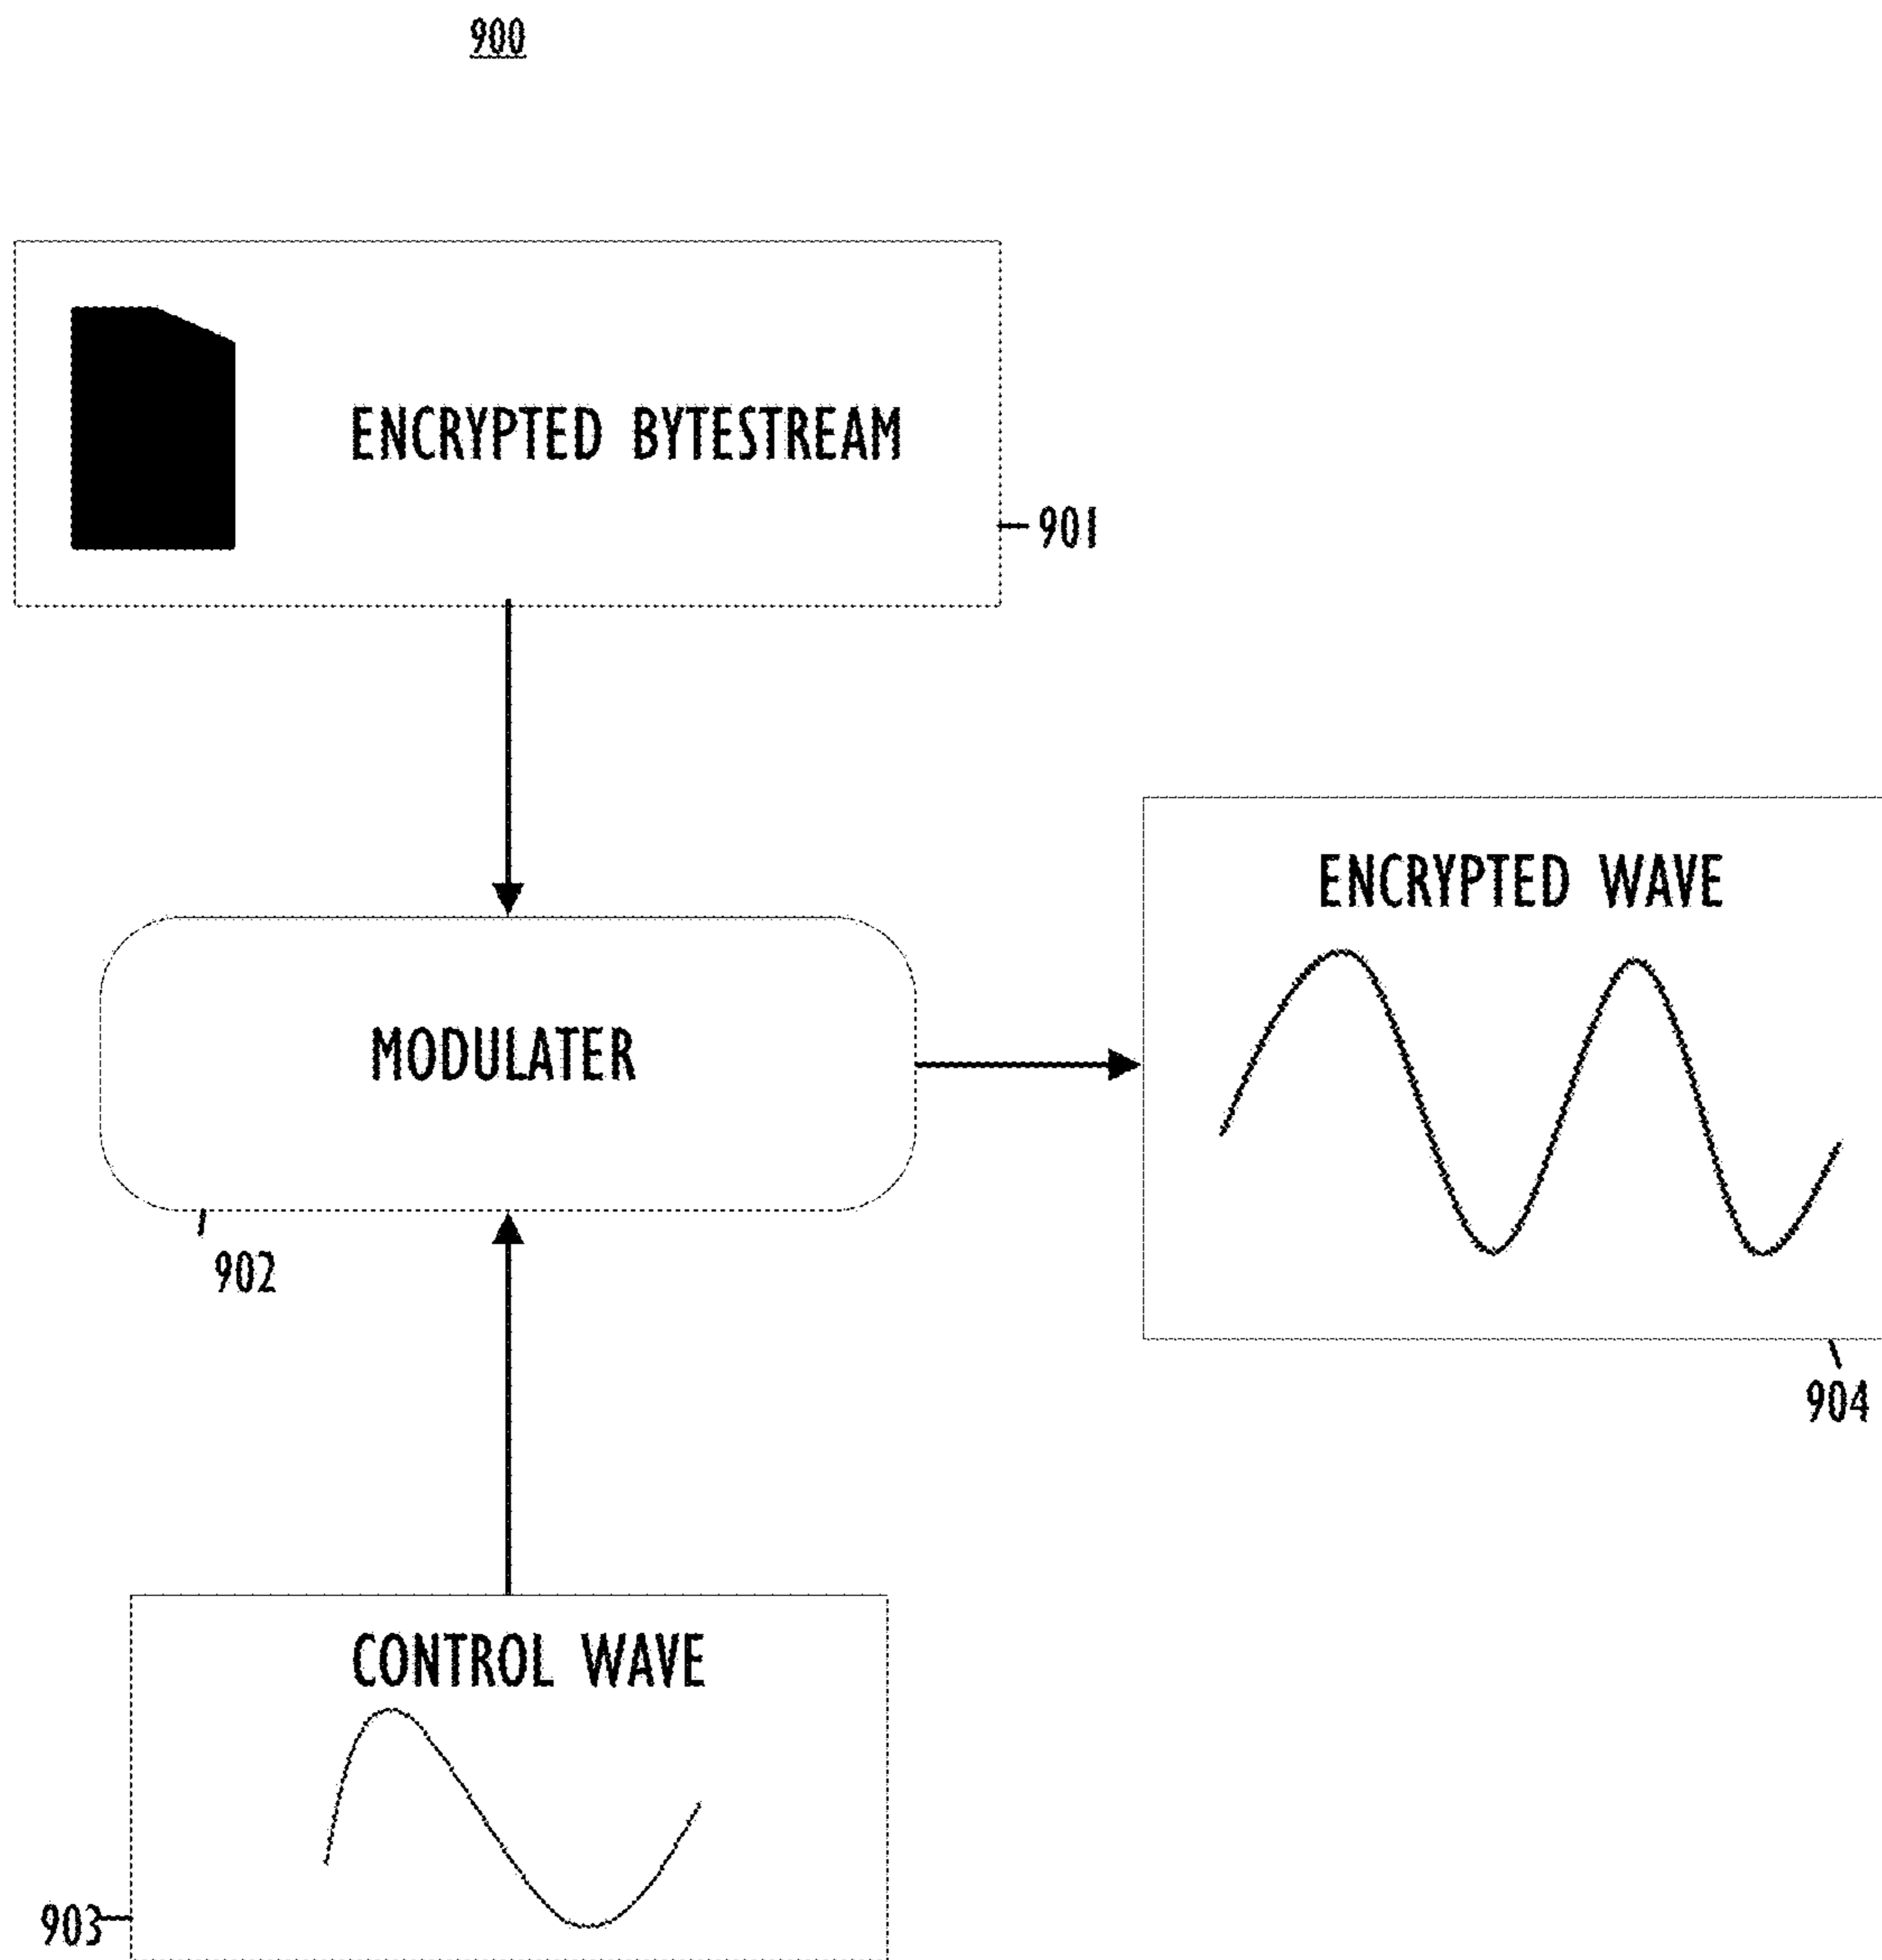 900
ENCRYPTED BYTESTREAM
901
ENCRYPTED WAVE
MODULATER
902
904
CONTROL WAVE
903